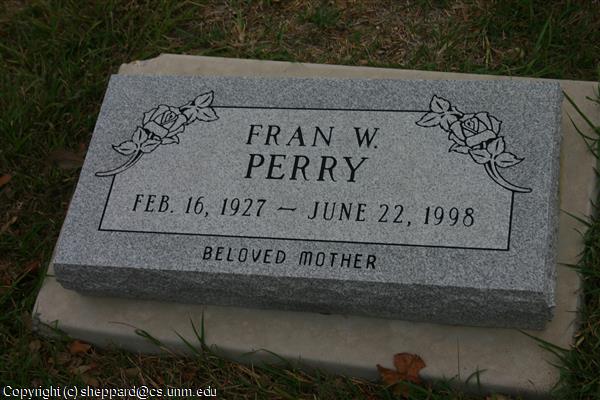 FRAN W.
PERRY
FEB. 16, 1927 – JUNE 22, 1998
BELOVED MOTHER
Copyright (c) sheppard@cs.unm.edu